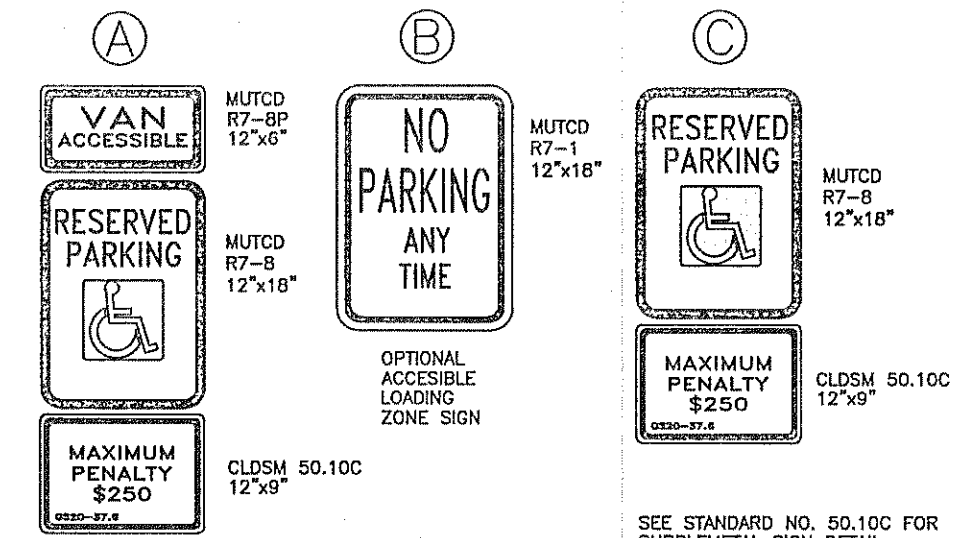 A
VAN
ACCESSIBLE
MUTCD
R7-8P
12"x6"
RESERVED
PARKING
MUTCD
R7-8
12"x18"
MAXIMUM
PENALTY
$250
CLDSM 50.10C
12"x9"
B
NO
PARKING
ANY
TIME
MUTCD
R7-1
12"x18"
OPTIONAL
ACCESIBLE
LOADING
ZONE SIGN
C
RESERVED
PARKING
MUTCD
R7-8
12"x18"
MAXIMUM
PENALTY
$250
CLDSM 50.10C
12"x9"
SEE STANDARD NO. 50.10C FOR